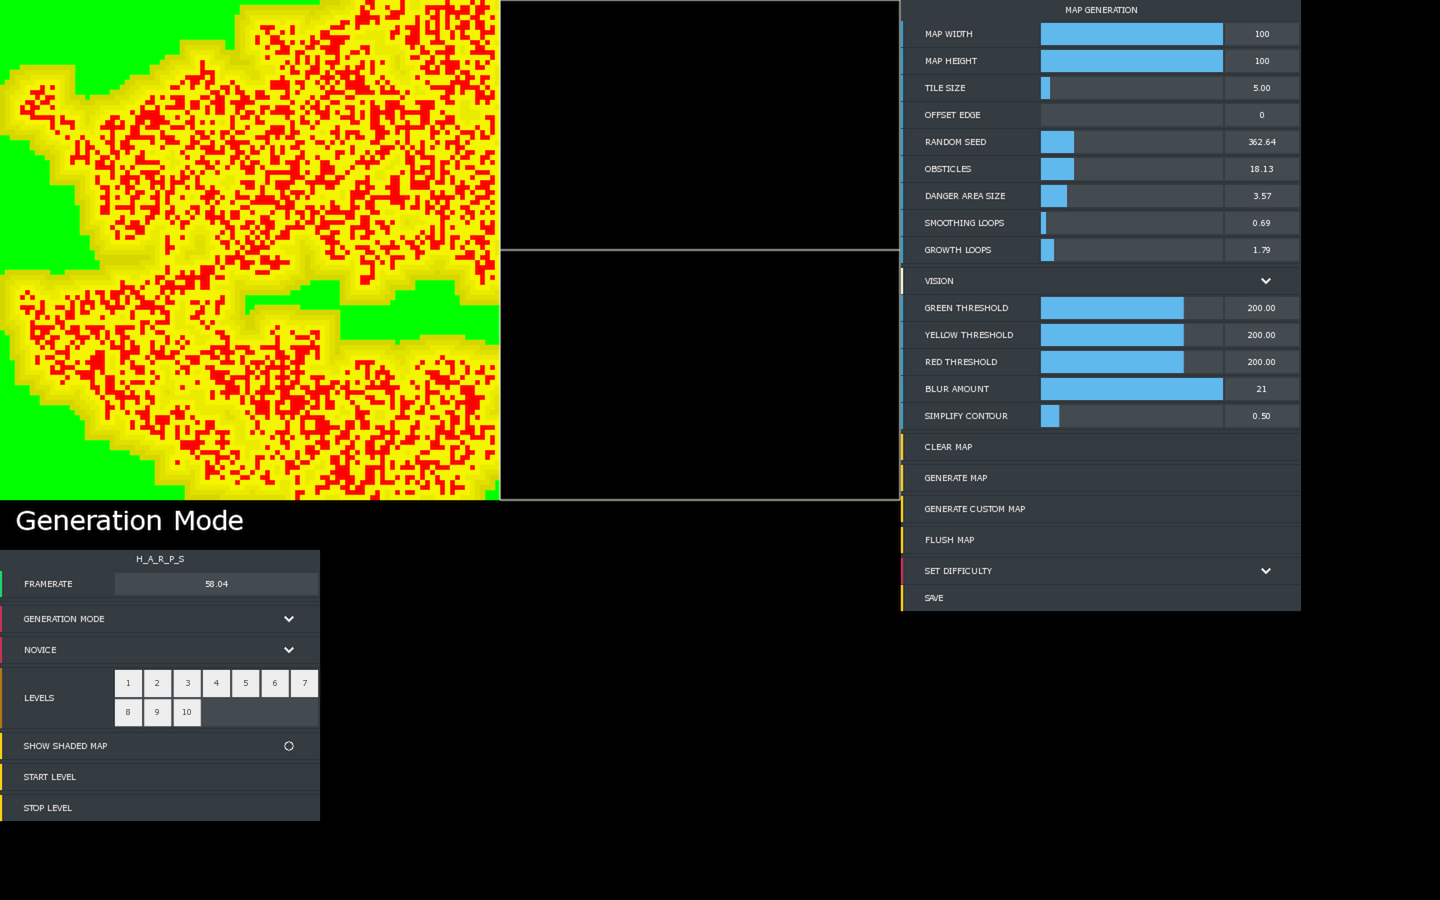 MAP GENERATION
MAP WIDTH 100
MAP HEIGHT 100
TILE SIZE 5.00
OFFSET EDGE 0
RANDOM SEED 362.64
OBSTICLES 18.13
DANGER AREA SIZE 3.57
SMOOTHING LOOPS 0.69
GROWTH LOOPS 1.79
VISION
GREEN THRESHOLD 200.00
YELLOW THRESHOLD 200.00
RED THRESHOLD 200.00
BLUR AMOUNT 21
SIMPLIFY CONTOUR 0.50
CLEAR MAP
GENERATE MAP
GENERATE CUSTOM MAP
FLUSH MAP
SET DIFFICULTY
SAVE
Generation Mode
H_A_R_P_S
FRAMERATE 58.04
GENERATION MODE
NOVICE
LEVELS
1 2 3 4 5 6 7
8 9 10
SHOW SHADED MAP
START LEVEL
STOP LEVEL